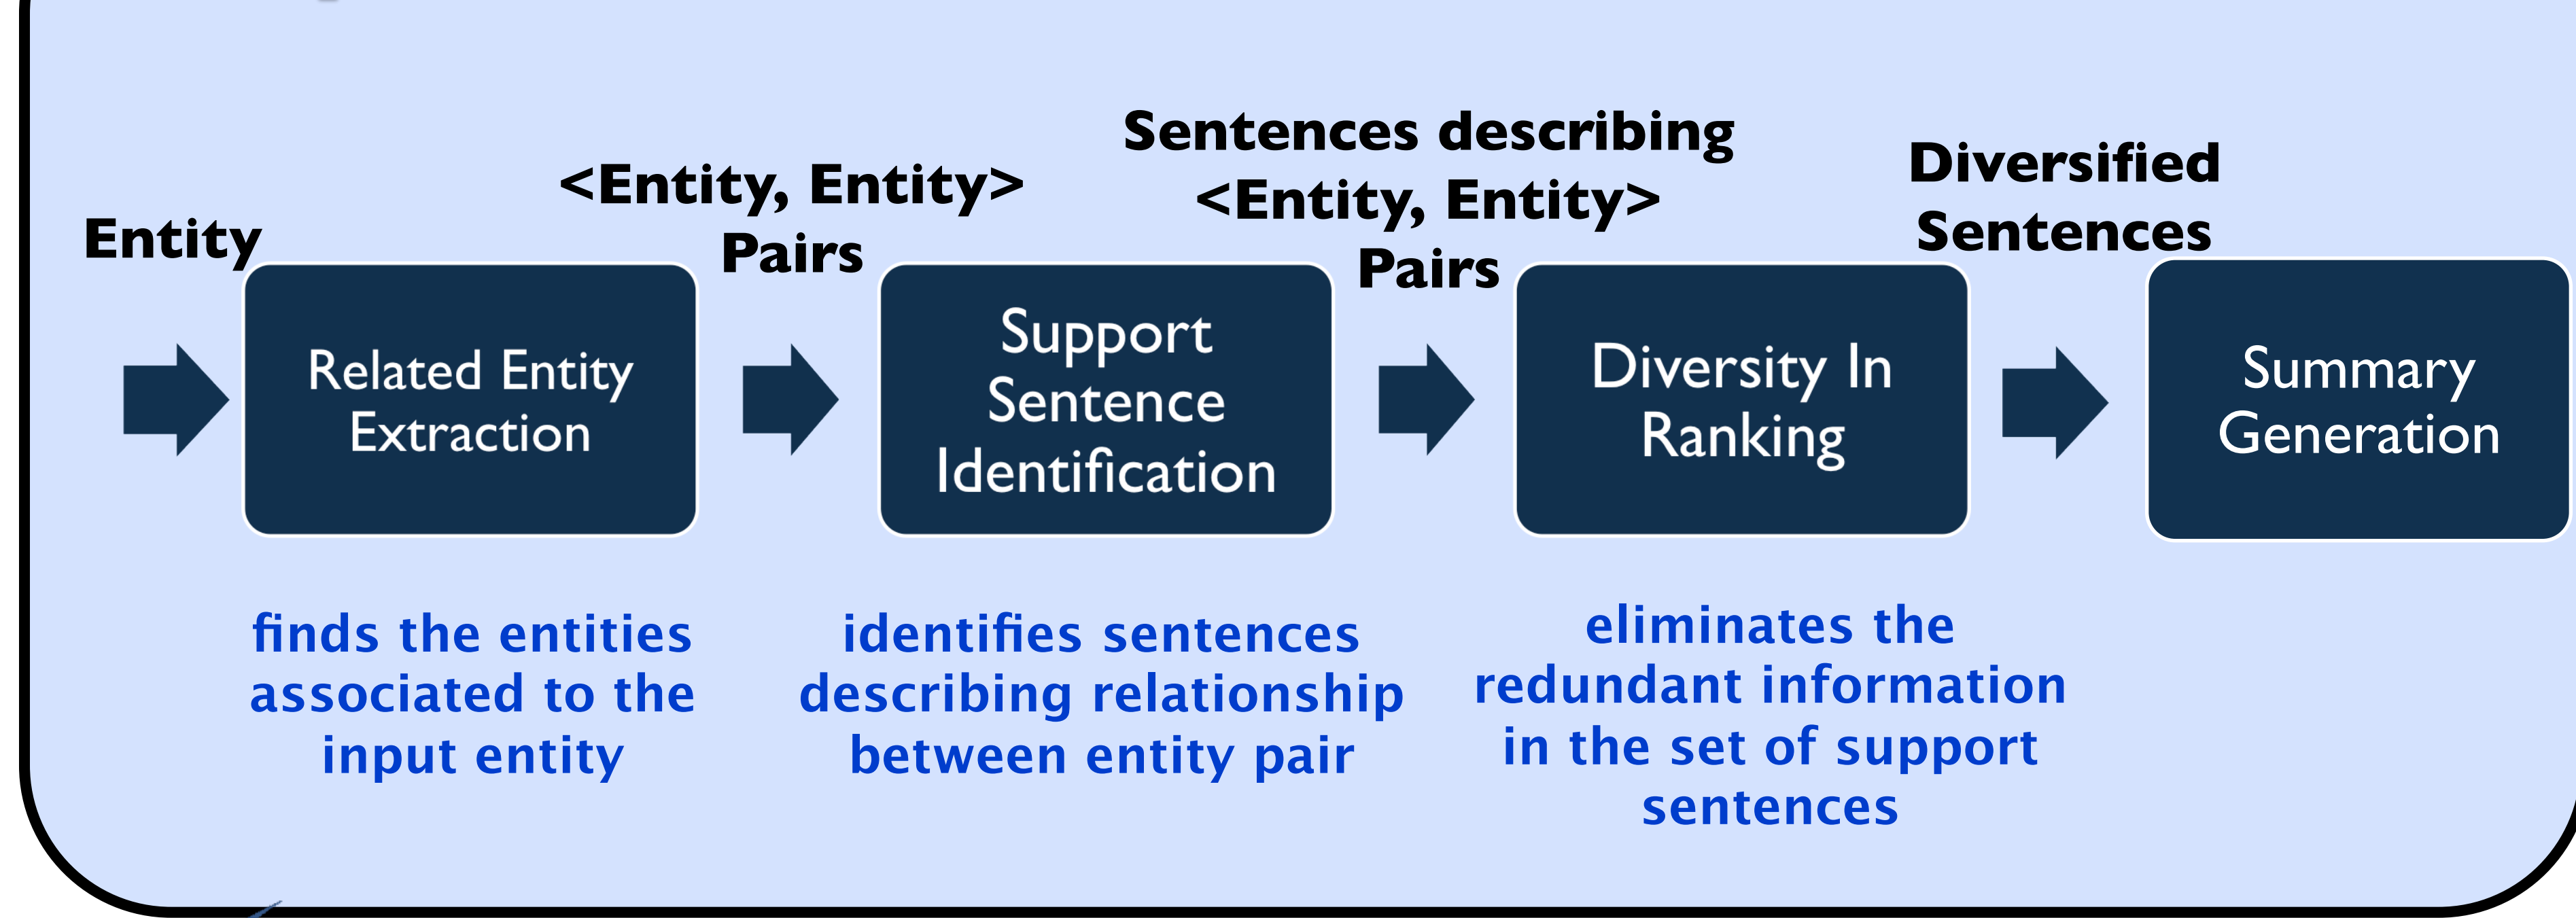 Entity
<Entity, Entity>
Pairs
Sentences describing
<Entity, Entity>
Pairs
Diversified
Sentences
Related Entity
Extraction
Support
Sentence
Identification
Diversity In
Ranking
Summary
Generation
finds the entities
associated to the
input entity
identifies sentences
describing relationship
between entity pair
eliminates the
redundant information
in the set of support
sentences